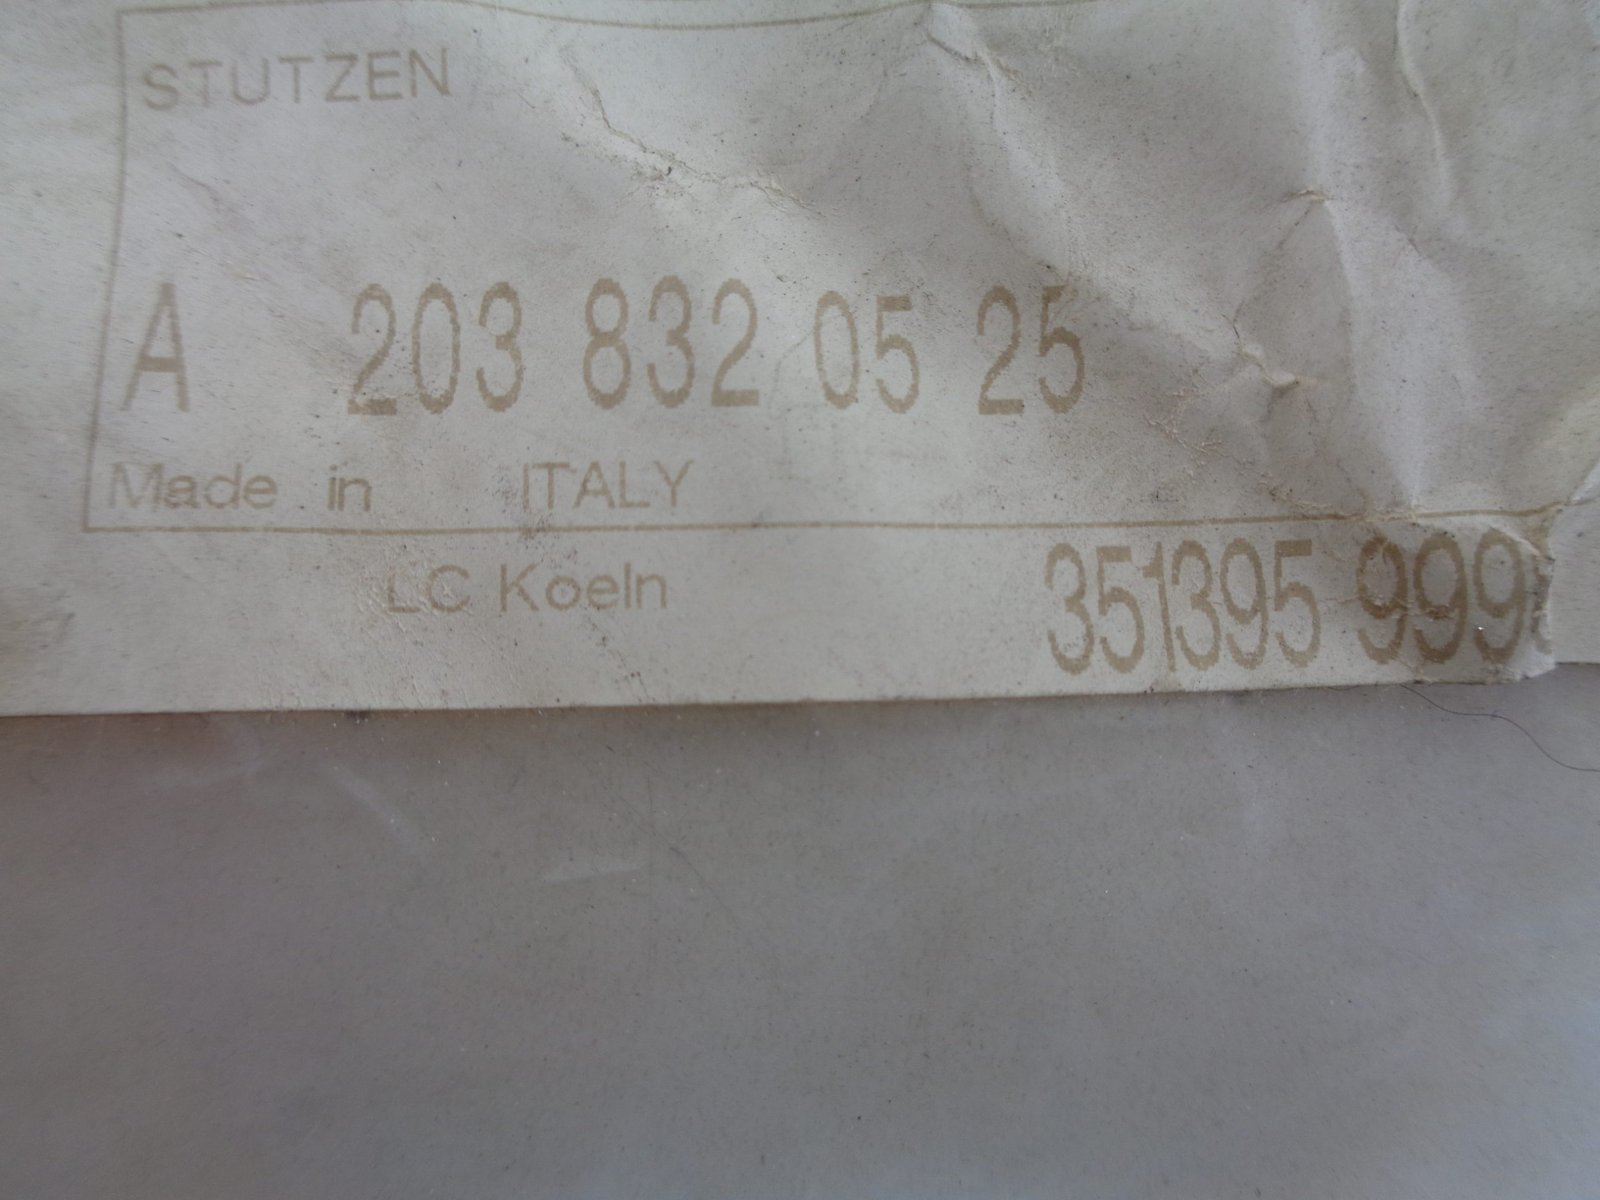 STUTZEN
A 203 832 05 25
Made in ITALY
LC Koeln 351395 999